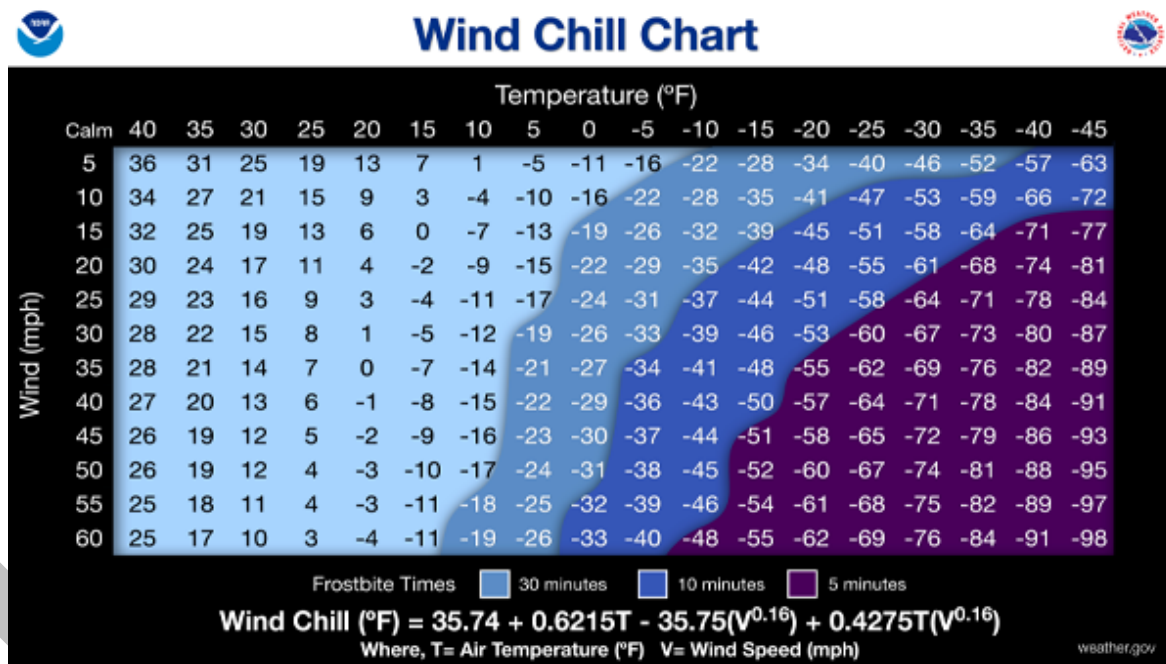 Wind Chill Chart
Temperature (ºF)
Calm 40 35 30 25 20 15 10 5 0 -5 -10 -15 -20 -25 -30 -35 -40 -45
5 36 31 25 19 13 7 1 -5 -11 -16 -22 -28 -34 -40 -46 -52 -57 -63
10 34 27 21 15 9 3 -4 -10 -16 -22 -28 -35 -41 -47 -53 -59 -66 -72
15 32 25 19 13 6 0 -7 -13 -19 -26 -32 -39 -45 -51 -58 -64 -71 -77
20 30 24 17 11 4 -2 -9 -15 -22 -29 -35 -42 -48 -55 -61 -68 -74 -81
25 29 23 16 9 3 -4 -11 -17 -24 -31 -37 -44 -51 -58 -64 -71 -78 -84
30 28 22 15 8 1 -5 -12 -19 -26 -33 -39 -46 -53 -60 -67 -73 -80 -87
35 28 21 14 7 0 -7 -14 -21 -27 -34 -41 -48 -55 -62 -69 -76 -82 -89
40 27 20 13 6 -1 -8 -15 -22 -29 -36 -43 -50 -57 -64 -71 -78 -84 -91
45 26 19 12 5 -2 -9 -16 -23 -30 -37 -44 -51 -58 -65 -72 -79 -86 -93
50 26 19 12 4 -3 -10 -17 -24 -31 -38 -45 -52 -60 -67 -74 -81 -88 -95
55 25 18 11 4 -3 -11 -18 -25 -32 -39 -46 -54 -61 -68 -75 -82 -89 -97
60 25 17 10 3 -4 -11 -19 -26 -33 -40 -48 -55 -62 -69 -76 -84 -91 -98
Wind (mph)
Frostbite Times 30 minutes 10 minutes 5 minutes
Wind Chill (ºF) = 35.74 + 0.6215T - 35.75(V^0.16) + 0.4275T(V^0.16)
Where, T= Air Temperature (ºF) V= Wind Speed (mph)
weather.gov